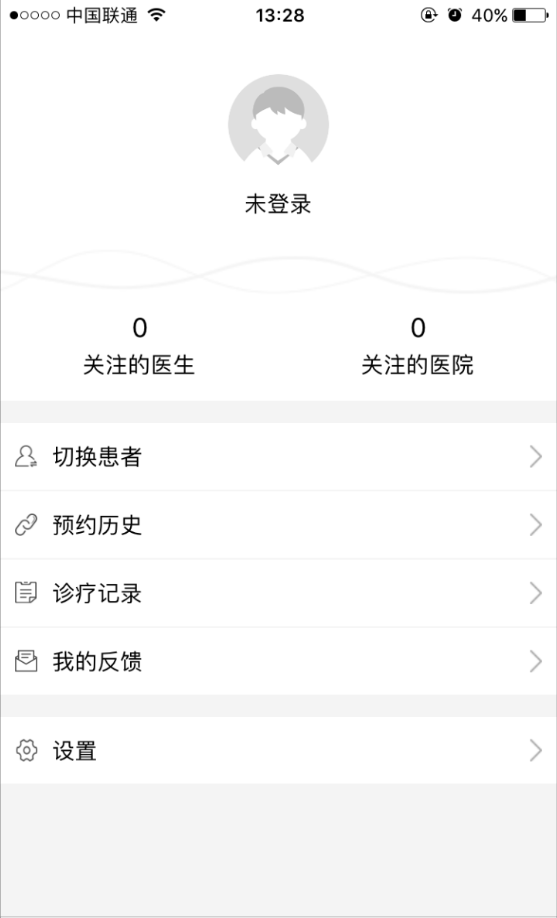 中国联通 13:28 40%
未登录
0 0
关注的医生 关注的医院
切换患者
预约历史
诊疗记录
我的反馈
设置